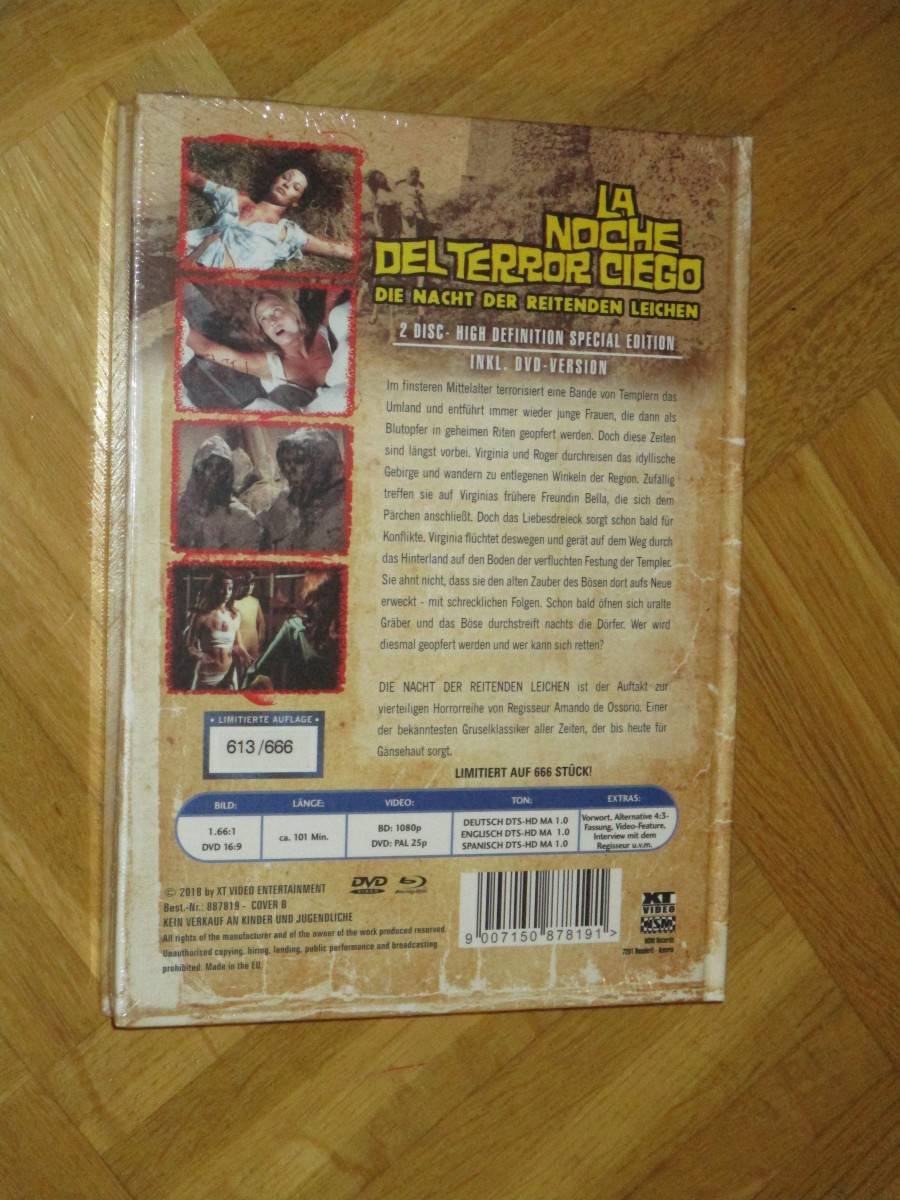 LA
NOCHE
DEL TERROR CIEGO
DIE NACHT DER REITENDEN LEICHEN
2 DISC- HIGH DEFINITION SPECIAL EDITION
INKL. DVD-VERSION
Im finsteren Mittelalter terrorisiert eine Bande von Templern das
Umland und entführt immer wieder junge Frauen, die dann als
Blutopfer in geheimen Riten geopfert werden. Doch diese Zeiten
sind längst vorbei. Virginia und Roger durchreisen das idyllische
Gebirge und wandern zu entlegenen Winkeln der Region. Zufällig
treffen sie auf Virginias frühere Freundin Bella, die sich dem
Pärchen anschließt. Doch das Liebesdreieck sorgt schon bald für
Konflikte. Virginia flüchtet deswegen und gerät auf dem Weg durch
das Hinterland auf den Boden der verfluchten Festung der Templer.
Sie ahnt nicht, dass sie den alten Zauber des Bösen dort aufs Neue
erweckt - mit schrecklichen Folgen. Schon bald öfnen sich uralte
Gräber und das Böse durchstreift nachts die Dörfer. Wer wird
diesmal geopfert werden und wer kann sich retten?
DIE NACHT DER REITENDEN LEICHEN ist der Auftakt zur
vierteiligen Horrorreihe von Regisseur Amando de Ossorio. Einer
der bekanntesten Gruselklassiker aller Zeiten, der bis heute für
Gänsehaut sorgt.
• LIMITIERTE AUFLAGE •
613/666
LIMITIERT AUF 666 STÜCK!
BILD:
1.66:1
DVD 16:9
LÄNGE:
ca. 101 Min.
VIDEO:
BD: 1080p
DVD: PAL 25p
TON:
DEUTSCH DTS-HD MA 1.0
ENGLISCH DTS-HD MA 1.0
SPANISCH DTS-HD MA 1.0
EXTRAS:
Vorwort, Alternative 4:3-
Fassung, Video-Feature,
Interview mit dem
Regisseur u.v.m.
© 2018 by XT VIDEO ENTERTAINMENT
Best.-Nr.: 887819 - COVER B
KEIN VERKAUF AN KINDER UND JUGENDLICHE
All rights of the manufacturer and of the owner of the work produced reserved.
Unauthorised copying, hiring, lending, public performance and broadcasting
prohibited. Made in the EU.
DVD
VIDEO
Blu-ray Disc
9 007150 878191 >
XT
VIDEO
NSM
NSM Records